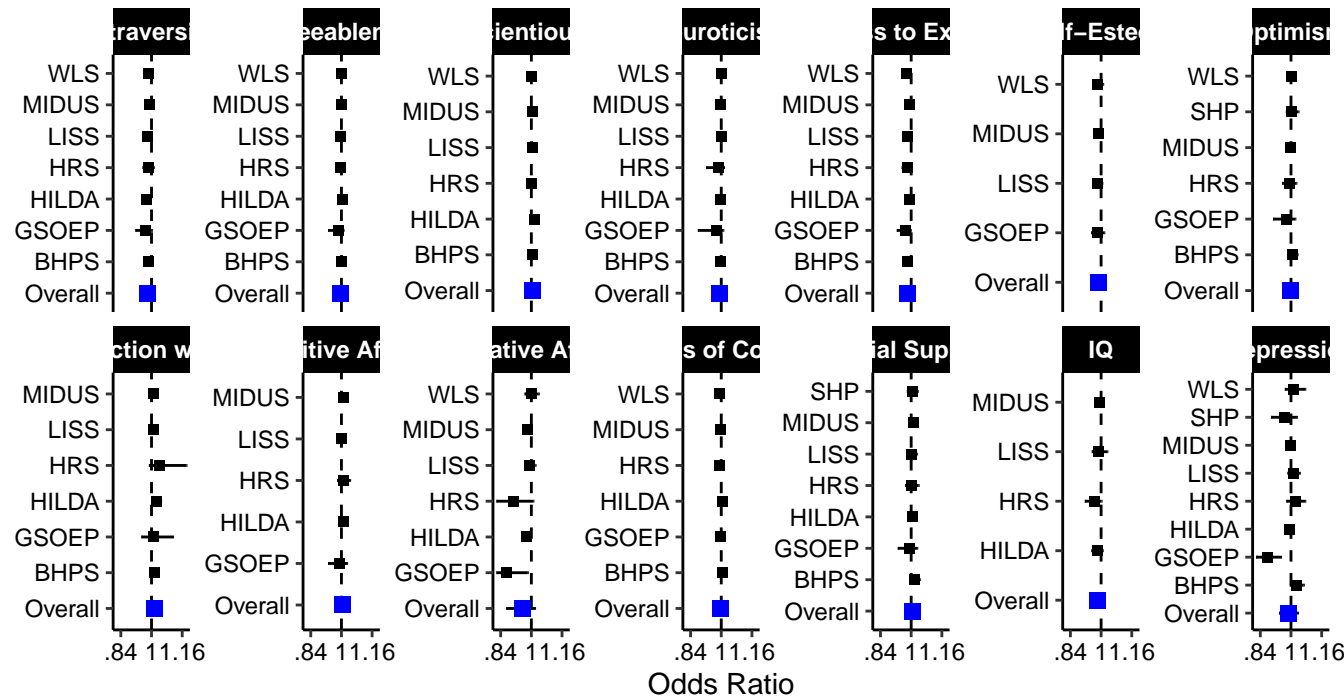 traversi
eeablen
cientiou
uroticis
ss to Ex
lf−Estee
ptimism
WLS
MIDUS
LISS
HRS
HILDA
GSOEP
BHPS
Overall
WLS
MIDUS
LISS
HRS
HILDA
GSOEP
BHPS
Overall
WLS
MIDUS
LISS
HRS
HILDA
BHPS
Overall
WLS
MIDUS
LISS
HRS
HILDA
GSOEP
BHPS
Overall
WLS
MIDUS
LISS
HRS
HILDA
GSOEP
BHPS
Overall
WLS
MIDUS
LISS
GSOEP
Overall
WLS
SHP
MIDUS
HRS
GSOEP
BHPS
Overall
ction w
itive Af
ative Af
s of Co
ial Sup
IQ
epressio
MIDUS
LISS
HRS
HILDA
GSOEP
BHPS
Overall
MIDUS
LISS
HRS
HILDA
GSOEP
Overall
WLS
MIDUS
LISS
HRS
HILDA
GSOEP
Overall
WLS
MIDUS
HRS
HILDA
GSOEP
BHPS
Overall
SHP
MIDUS
LISS
HRS
HILDA
GSOEP
BHPS
Overall
MIDUS
LISS
HRS
HILDA
Overall
WLS
SHP
MIDUS
LISS
HRS
HILDA
GSOEP
BHPS
Overall
.84 11.16
.84 11.16
.84 11.16
.84 11.16
.84 11.16
.84 11.16
.84 11.16
Odds Ratio